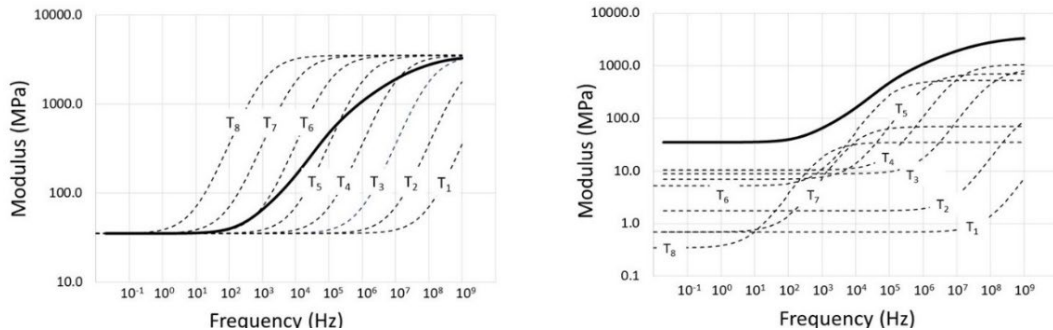 10000.0
1000.0
100.0
10.0
Modulus (MPa)
T₈
T₇
T₆
T₅
T₄
T₃
T₂
T₁
10⁻¹ 10⁰ 10¹ 10² 10³ 10⁴ 10⁵ 10⁶ 10⁷ 10⁸ 10⁹
Frequency (Hz)
10000.0
1000.0
100.0
10.0
1.0
0.1
Modulus (MPa)
T₅
T₄
T₃
T₆
T₇
T₂
T₁
T₈
10⁻¹ 10⁰ 10¹ 10² 10³ 10⁴ 10⁵ 10⁶ 10⁷ 10⁸ 10⁹
Frequency (Hz)